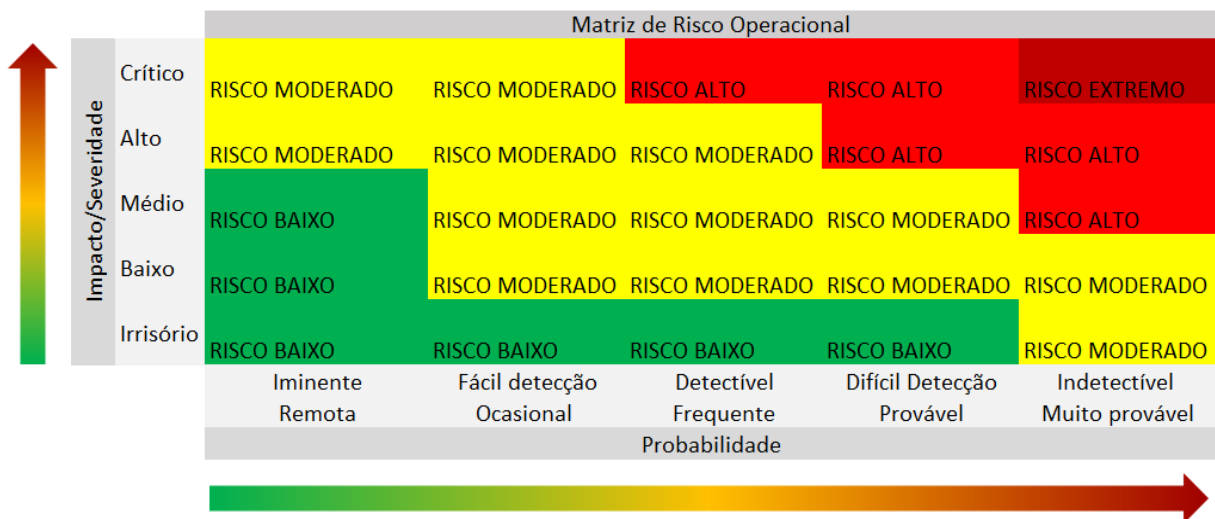 Matriz de Risco Operacional
Impacto/Severidade
Crítico
RISCO MODERADO RISCO MODERADO RISCO ALTO RISCO ALTO RISCO EXTREMO
Alto
RISCO MODERADO RISCO MODERADO RISCO MODERADO RISCO ALTO RISCO ALTO
Médio
RISCO BAIXO RISCO MODERADO RISCO MODERADO RISCO MODERADO RISCO ALTO
Baixo
RISCO BAIXO RISCO MODERADO RISCO MODERADO RISCO MODERADO RISCO MODERADO
Irrisório
RISCO BAIXO RISCO BAIXO RISCO BAIXO RISCO BAIXO RISCO MODERADO
Iminente Fácil detecção Detectível Difícil Detecção Indetectível
Remota Ocasional Frequente Provável Muito provável
Probabilidade